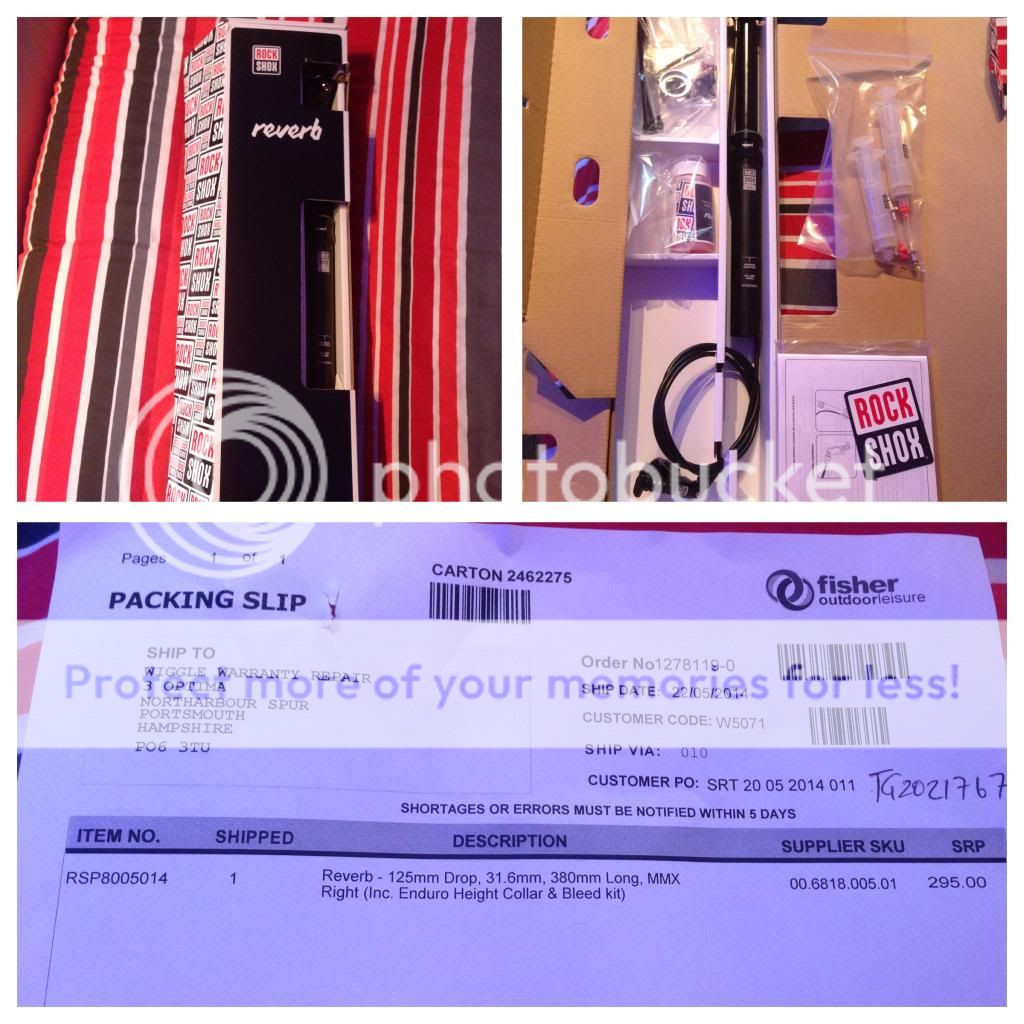 ROCK
SHOX
reverb
ROCK
SHOX
ROCK
SHOX
ROCK
SHOX
photobucket
Pages 1 of 1
CARTON 2462275
fisher
outdoorleisure
PACKING SLIP
SHIP TO
WIGGLE WARRANTY REPAIR
3 OPTIMA
NORTHARBOUR SPUR
PORTSMOUTH
HAMPSHIRE
PO6 3TU
Order No1278119-0
SHIP DATE: 22/05/2014
CUSTOMER CODE: W5071
SHIP VIA: 010
CUSTOMER PO: SRT 20 05 2014 011 TG2021767
Protect more of your memories for less!
SHORTAGES OR ERRORS MUST BE NOTIFIED WITHIN 5 DAYS
ITEM NO. SHIPPED DESCRIPTION SUPPLIER SKU SRP
RSP8005014 1 Reverb - 125mm Drop, 31.6mm, 380mm Long, MMX 00.6818.005.01 295.00
Right (Inc. Enduro Height Collar & Bleed kit)